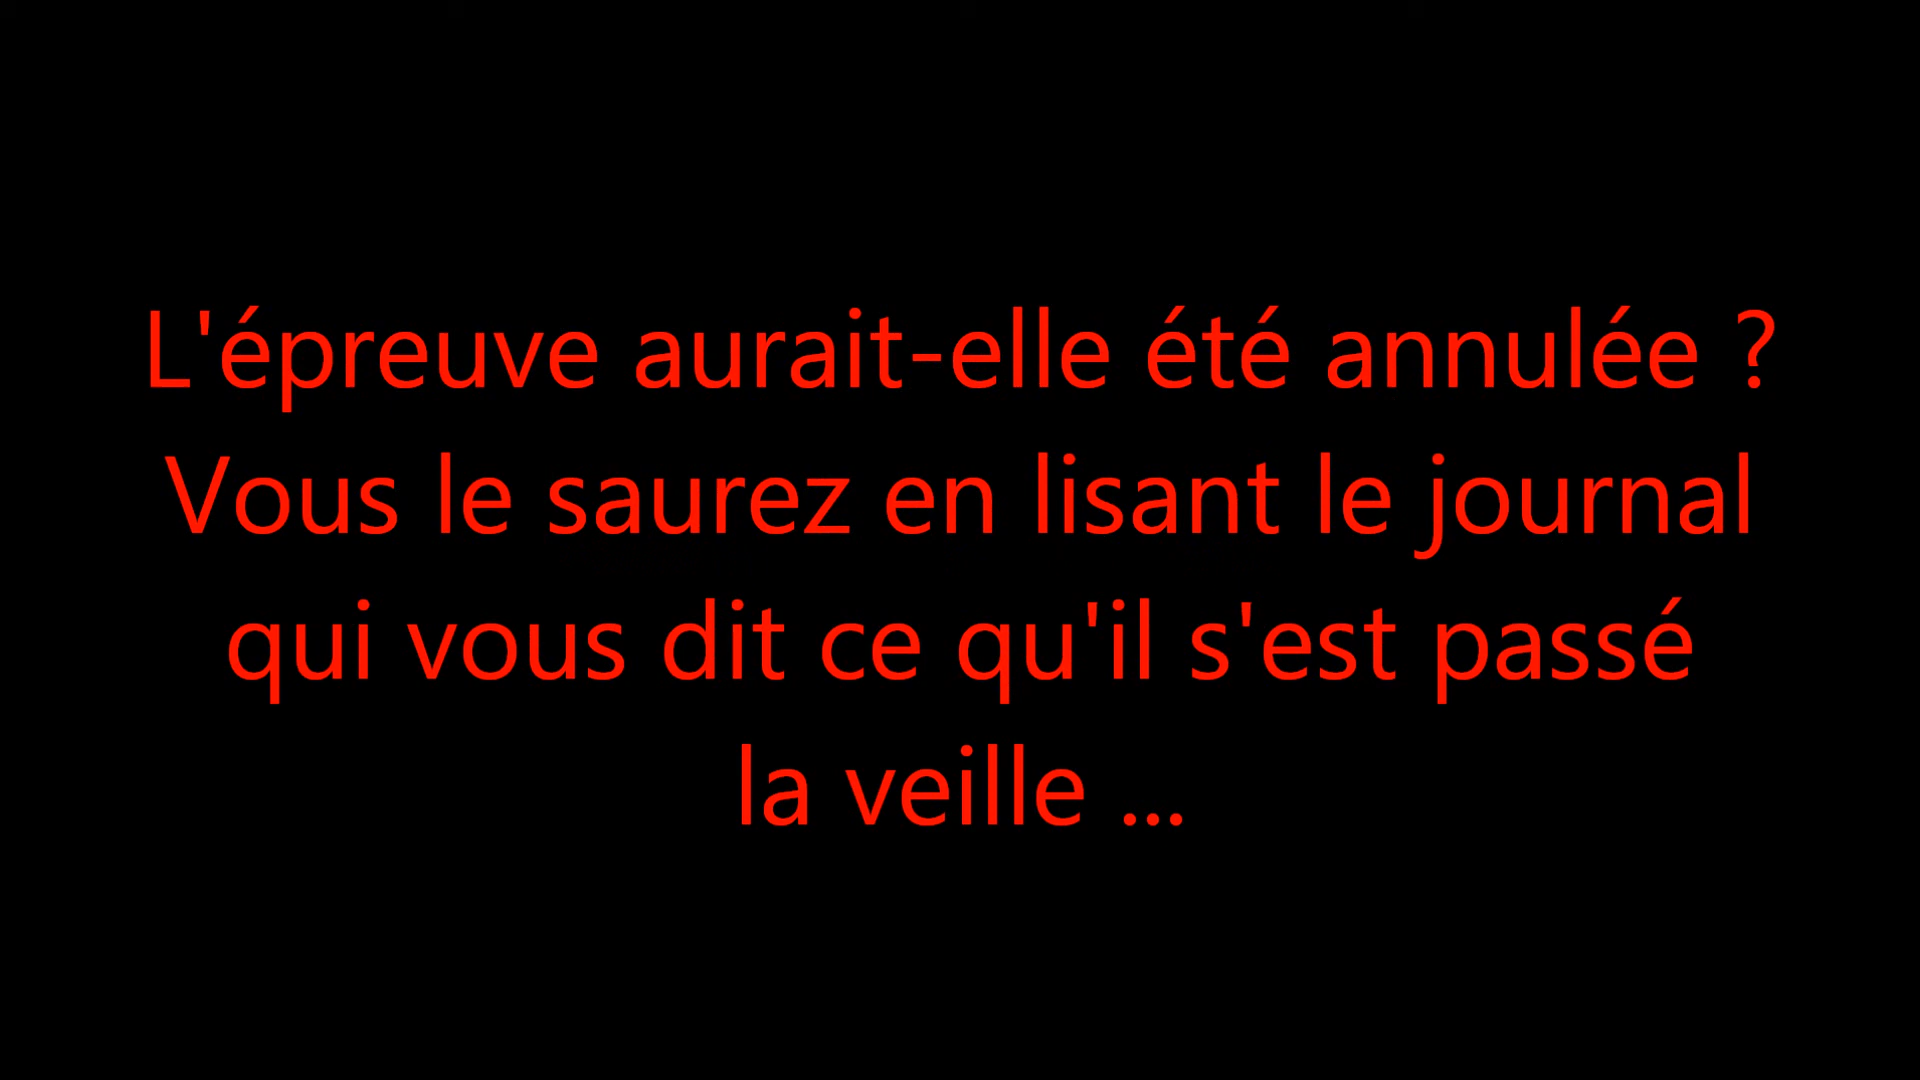 L'épreuve aurait-elle été annulée ?
Vous le saurez en lisant le journal
qui vous dit ce qu'il s'est passé
la veille ...